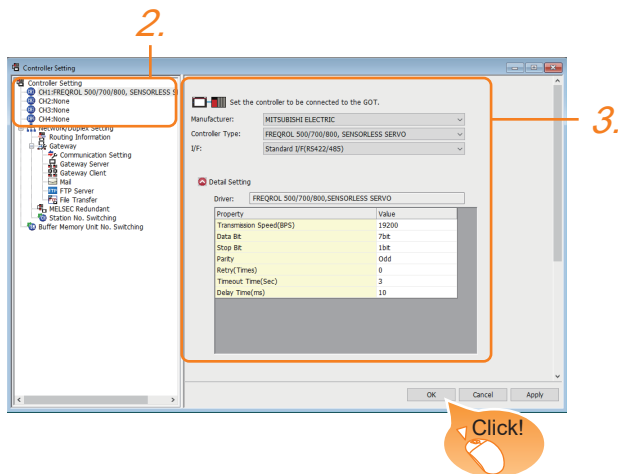 2.
Controller Setting
Controller Setting
CH1:FREQROL 500/700/800, SENSORLESS S
CH2:None
CH3:None
CH4:None
Network/Duplex Setting
Routing Information
Gateway
Communication Setting
Gateway Server
Gateway Client
Mail
FTP Server
File Transfer
MELSEC Redundant
Station No. Switching
Buffer Memory Unit No. Switching
Set the controller to be connected to the GOT.
Manufacturer: MITSUBISHI ELECTRIC
Controller Type: FREQROL 500/700/800, SENSORLESS SERVO
I/F: Standard I/F(RS422/485)
3.
Detail Setting
Driver: FREQROL 500/700/800,SENSORLESS SERVO
Property Value
Transmission Speed(BPS) 19200
Data Bit 7bit
Stop Bit 1bit
Parity Odd
Retry(Times) 0
Timeout Time(Sec) 3
Delay Time(ms) 10
OK Cancel Apply
Click!